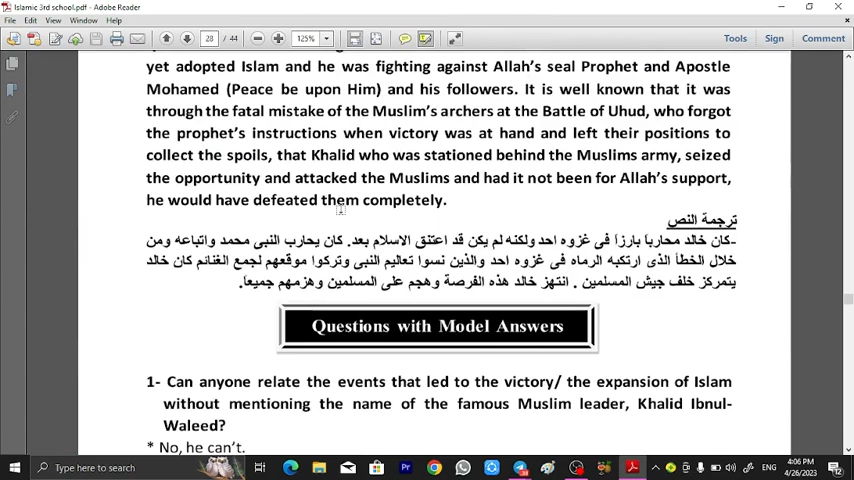 Islamic 3rd school.pdf - Adobe Reader
File Edit View Window Help
28 / 44 125% Tools Sign Comment
yet adopted Islam and he was fighting against Allah's seal Prophet and Apostle
Mohamed (Peace be upon Him) and his followers. It is well known that it was
through the fatal mistake of the Muslim's archers at the Battle of Uhud, who forgot
the prophet's instructions when victory was at hand and left their positions to
collect the spoils, that Khalid who was stationed behind the Muslims army, seized
the opportunity and attacked the Muslims and had it not been for Allah's support,
he would have defeated them completely.
ترجمة النص
-كان خالد محارباً بارزاً فى غزوه احد ولكنه لم يكن قد اعتنق الاسلام بعد. كان يحارب النبى محمد واتباعه ومن
خلال الخطأ الذى ارتكبه الرماه فى غزوه احد والذين نسوا تعاليم النبى وتركوا موقعهم لجمع الغنائم كان خالد
يتمركز خلف جيش المسلمين . انتهز خالد هذه الفرصة وهجم على المسلمين وهزمهم جميعاً.
Questions with Model Answers
1- Can anyone relate the events that led to the victory/ the expansion of Islam
without mentioning the name of the famous Muslim leader, Khalid Ibnul-
Waleed?
* No, he can't.
Type here to search
Pr
ENG
4:06 PM
4/26/2023
12